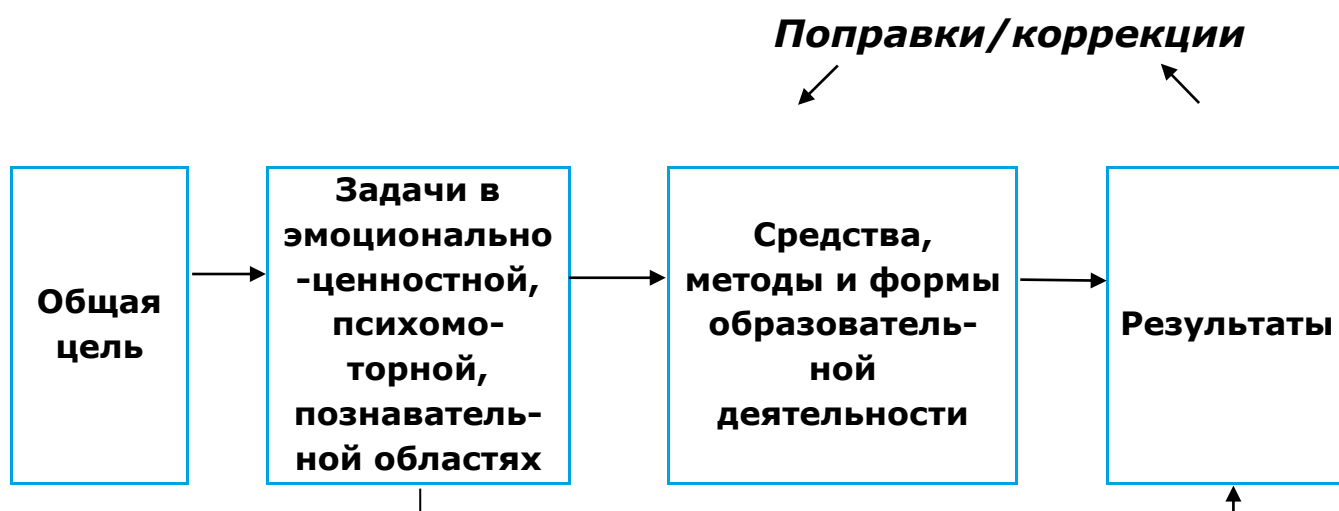 Поправки/коррекции
Общая
цель
Задачи в
эмоционально
-ценностной,
психомо-
торной,
познаватель-
ной областях
Средства,
методы и формы
образователь-
ной
деятельности
Результаты